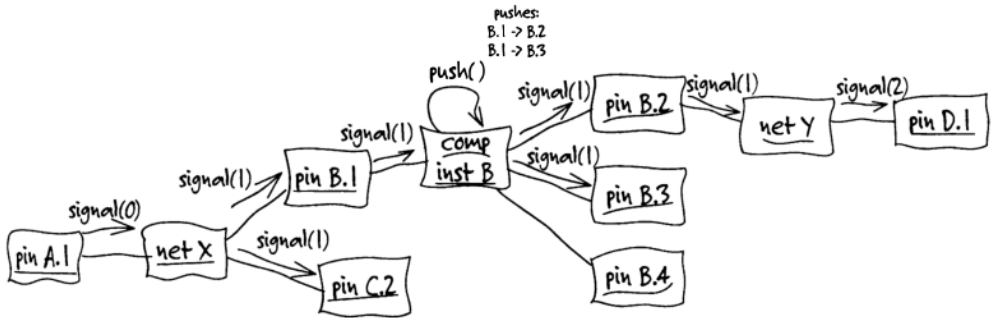 pushes:
B.1 -> B.2
B.1 -> B.3
push()
signal(1)
pin B.2
signal(1)
net Y
signal(2)
pin D.1
signal(1)
comp
inst B
signal(1)
pin B.3
signal(1)
pin B.1
signal(0)
pin A.1
net X
signal(1)
pin C.2
pin B.4